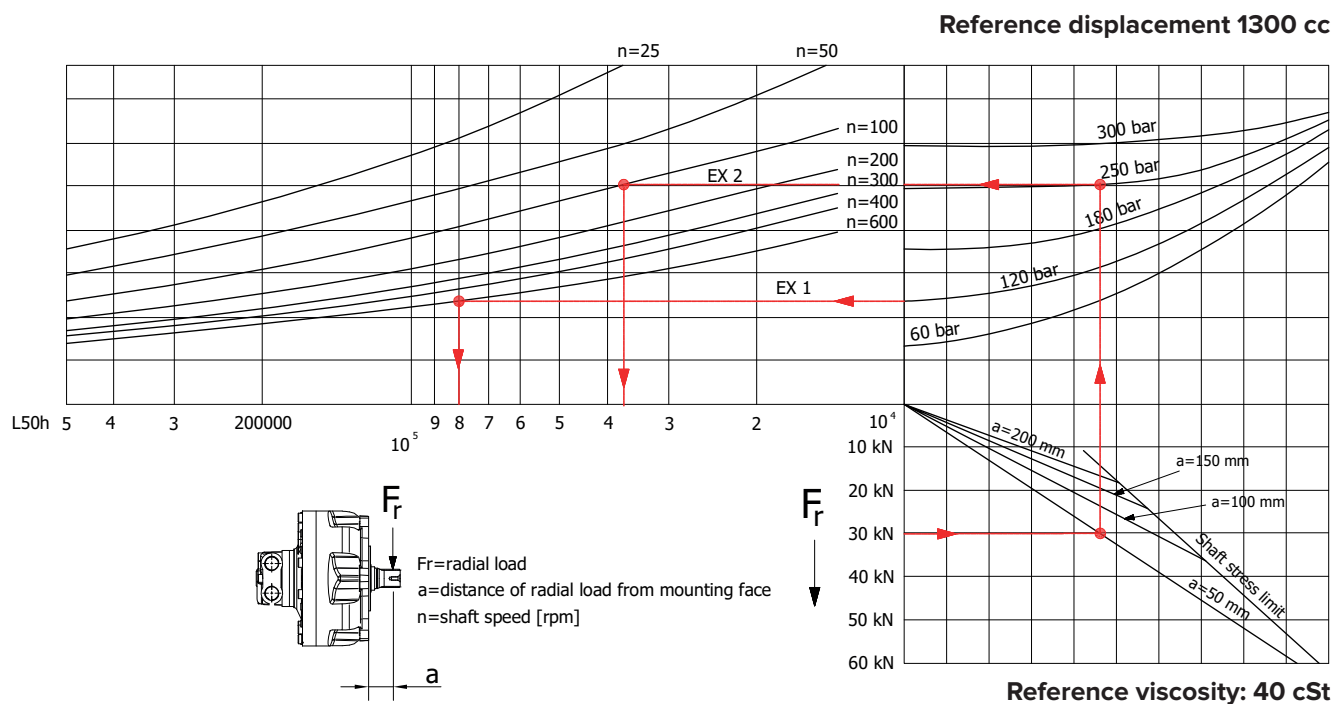 Reference displacement 1300 cc
n=25
n=50
n=100
n=200
n=300
n=400
n=600
EX 2
EX 1
300 bar
250 bar
180 bar
120 bar
60 bar
L50h 5 4 3 200000 9 8 7 6 5 4 3 2 10⁴
10⁵
10 kN
20 kN
30 kN
40 kN
50 kN
60 kN
a=200 mm
a=150 mm
a=100 mm
a=50 mm
Shaft stress limit
Fr
Fr
Fr=radial load
a=distance of radial load from mounting face
n=shaft speed [rpm]
a
Reference viscosity: 40 cSt